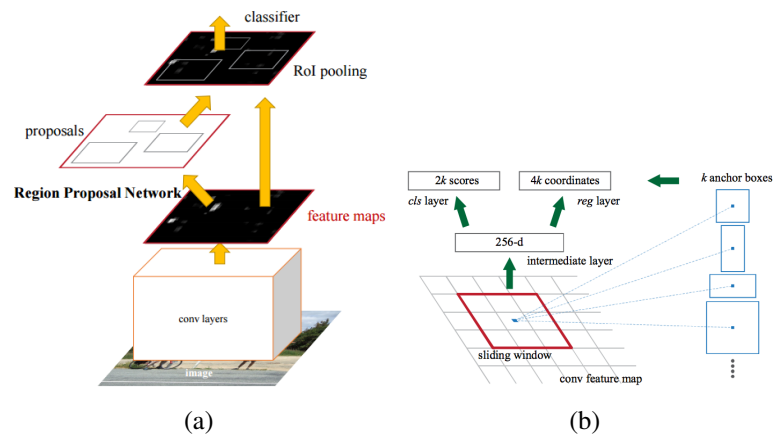 classifier
RoI pooling
proposals
Region Proposal Network
feature maps
conv layers
image
(a)
2k scores
4k coordinates
k anchor boxes
cls layer
reg layer
256-d
intermediate layer
sliding window
conv feature map
(b)